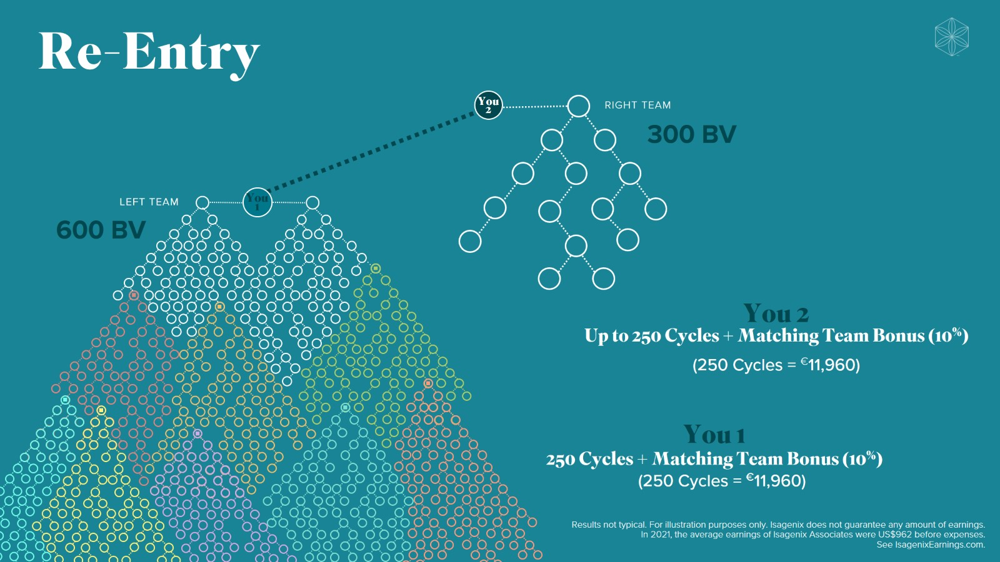 Re-Entry
You
2
RIGHT TEAM
300 BV
LEFT TEAM
You
1
600 BV
You 2
Up to 250 Cycles + Matching Team Bonus (10%)
(250 Cycles = €11,960)
You 1
250 Cycles + Matching Team Bonus (10%)
(250 Cycles = €11,960)
Results not typical. For illustration purposes only. Isagenix does not guarantee any amount of earnings.
In 2021, the average earnings of Isagenix Associates were US$962 before expenses.
See IsagenixEarnings.com.